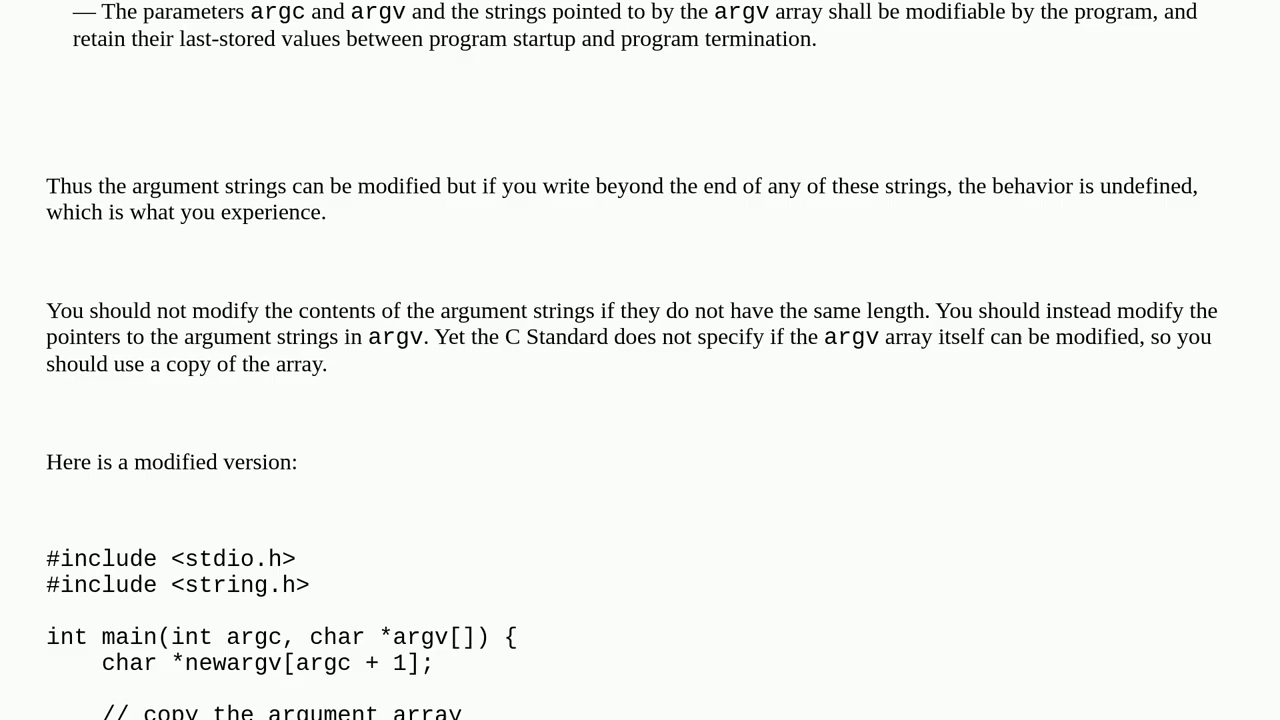 — The parameters argc and argv and the strings pointed to by the argv array shall be modifiable by the program, and
retain their last-stored values between program startup and program termination.
Thus the argument strings can be modified but if you write beyond the end of any of these strings, the behavior is undefined,
which is what you experience.
You should not modify the contents of the argument strings if they do not have the same length. You should instead modify the
pointers to the argument strings in argv. Yet the C Standard does not specify if the argv array itself can be modified, so you
should use a copy of the array.
Here is a modified version:
#include <stdio.h>
#include <string.h>
int main(int argc, char *argv[]) {
    char *newargv[argc + 1];
    // copy the argument array